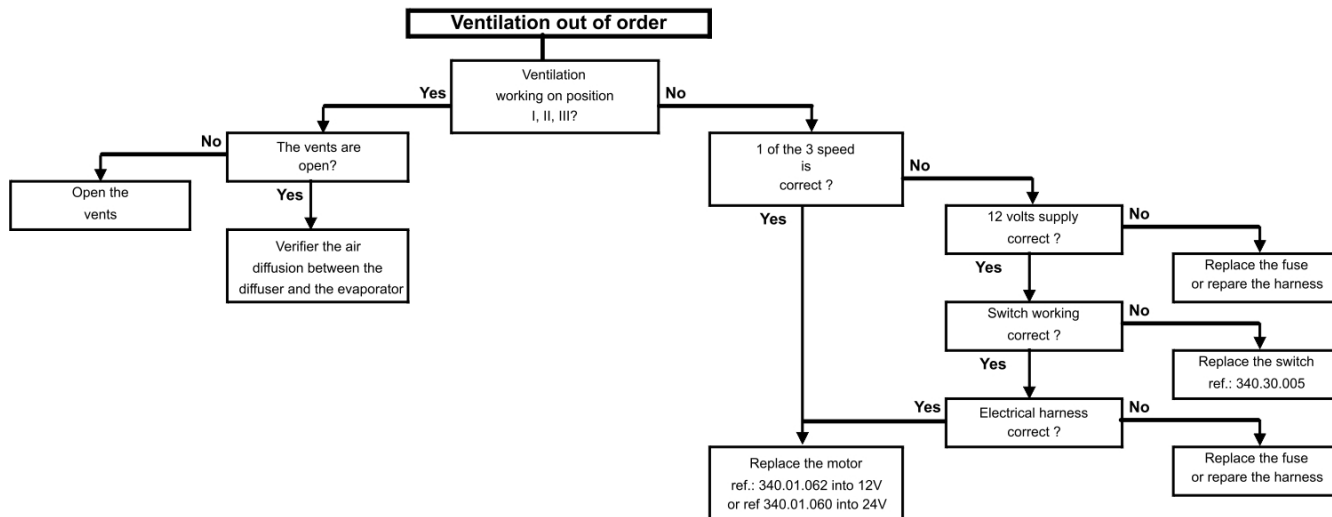 Ventilation out of order
Ventilation
working on position
I, II, III?
Yes
No
The vents are
open?
No
Yes
Open the
vents
Verifier the air
diffusion between the
diffuser and the evaporator
1 of the 3 speed
is
correct ?
No
Yes
12 volts supply
correct ?
No
Yes
Replace the fuse
or repare the harness
Switch working
correct ?
No
Yes
Replace the switch
ref.: 340.30.005
Electrical harness
correct ?
Yes
No
Replace the motor
ref.: 340.01.062 into 12V
or ref 340.01.060 into 24V
Replace the fuse
or repare the harness